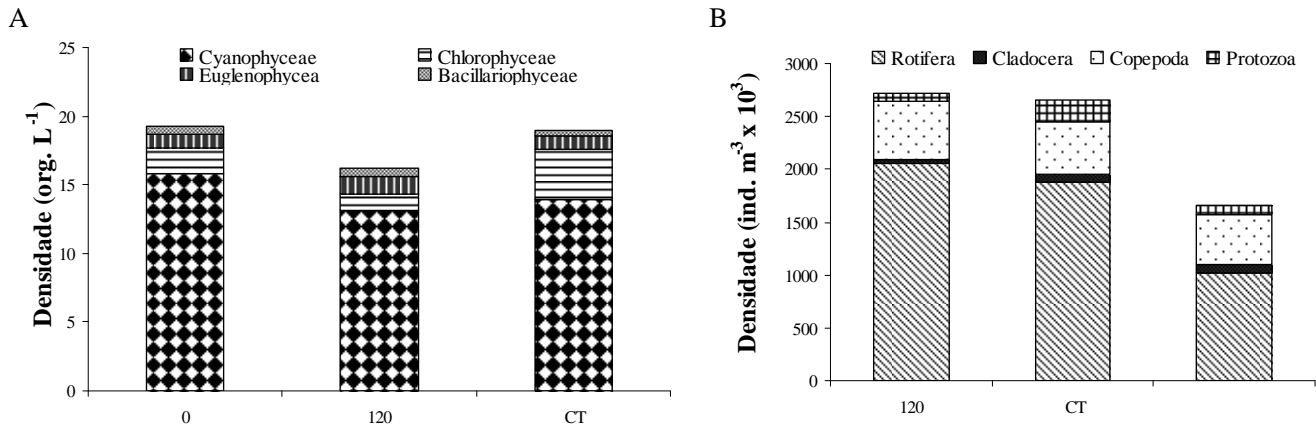 A
Cyanophyceae Chlorophyceae
Euglenophycea Bacillariophyceae
Densidade (org. L⁻¹)
25
20
15
10
5
0
0 120 CT
B
Rotifera Cladocera Copepoda Protozoa
Densidade (ind. m⁻³ x 10³)
3000
2500
2000
1500
1000
500
0
120 CT